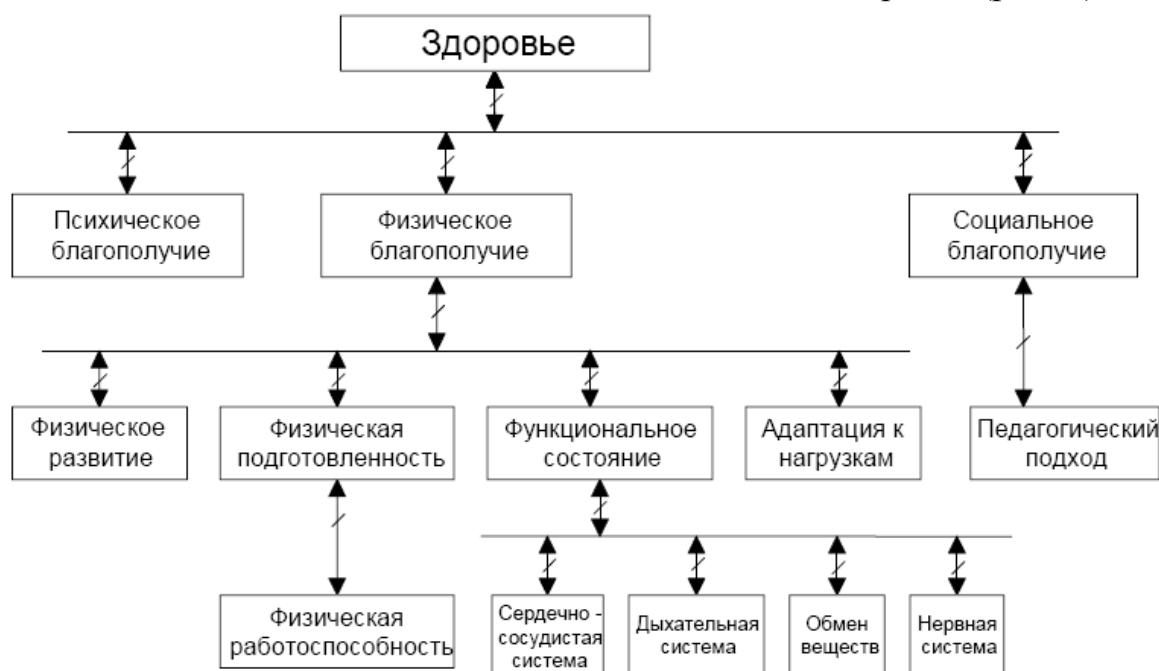 Здоровье
Психическое
благополучие
Физическое
благополучие
Социальное
благополучие
Физическое
развитие
Физическая
подготовленность
Функциональное
состояние
Адаптация к
нагрузкам
Педагогический
подход
Физическая
работоспособность
Сердечно -
сосудистая
система
Дыхательная
система
Обмен
веществ
Нервная
система